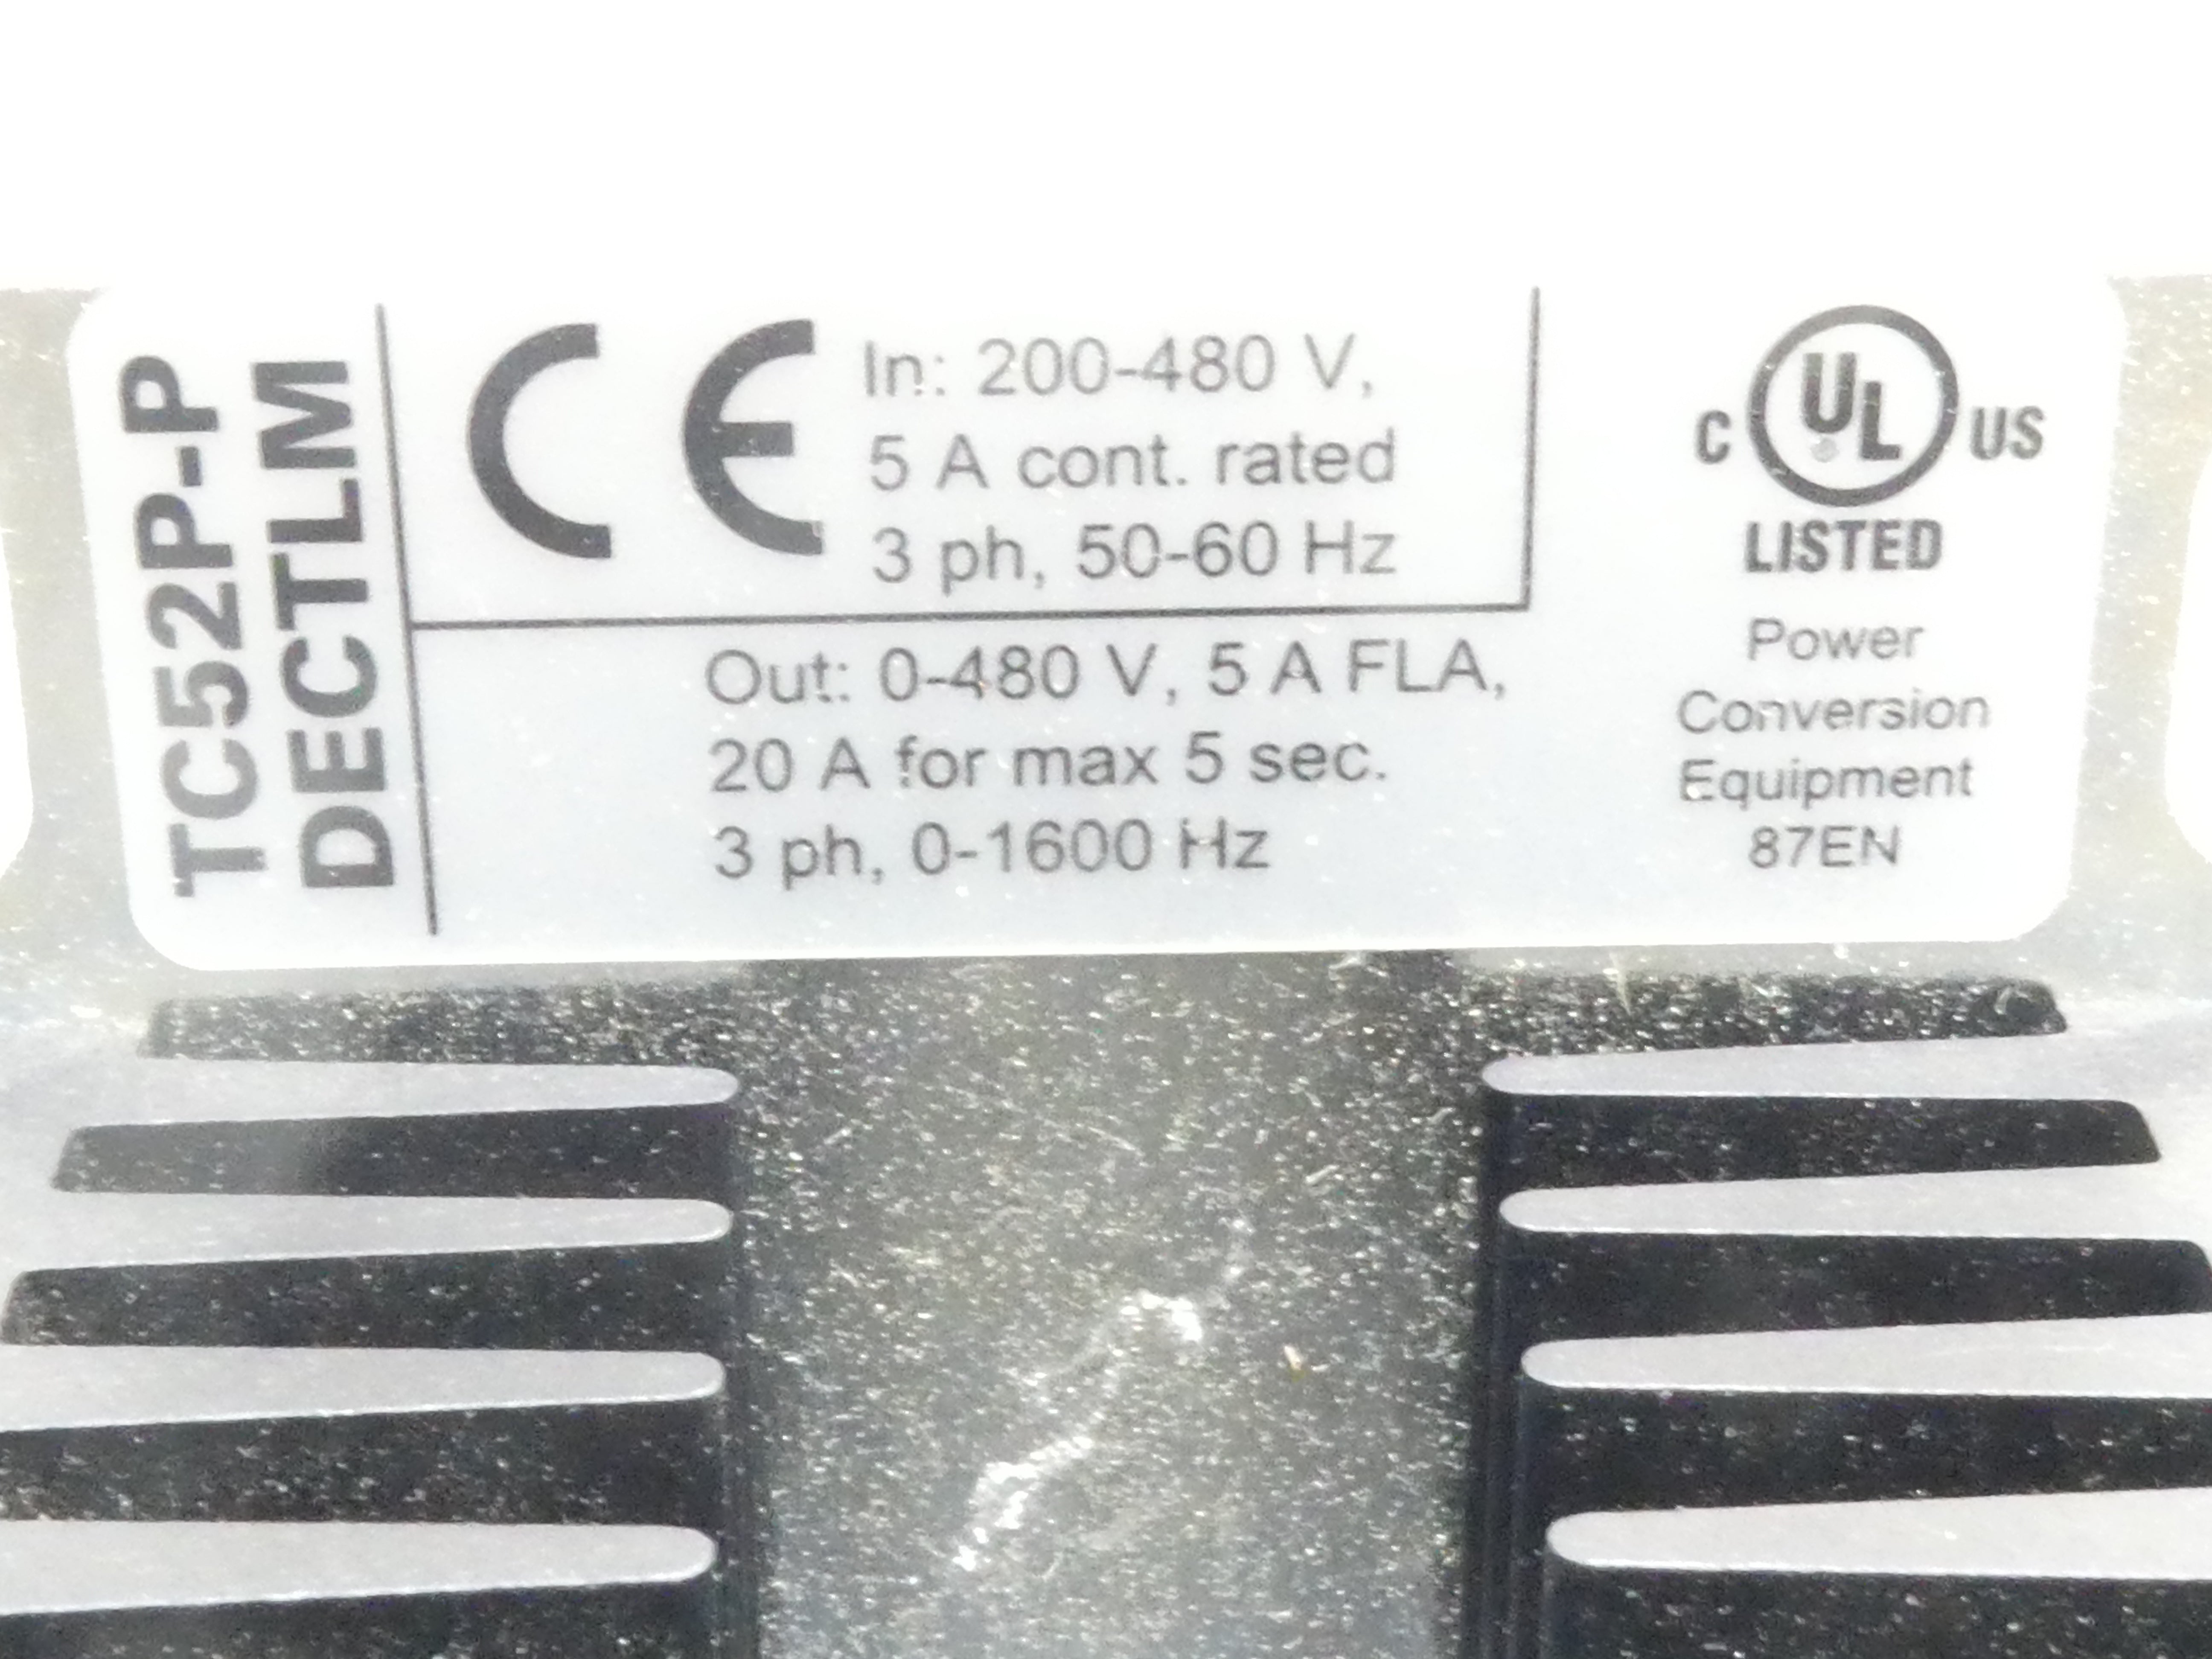 TC52P-P
DECTLM
CE
In: 200-480 V,
5 A cont. rated
3 ph, 50-60 Hz
Out: 0-480 V, 5 A FLA,
20 A for max 5 sec.
3 ph, 0-1600 Hz
C UL US
®
LISTED
Power
Conversion
Equipment
87EN